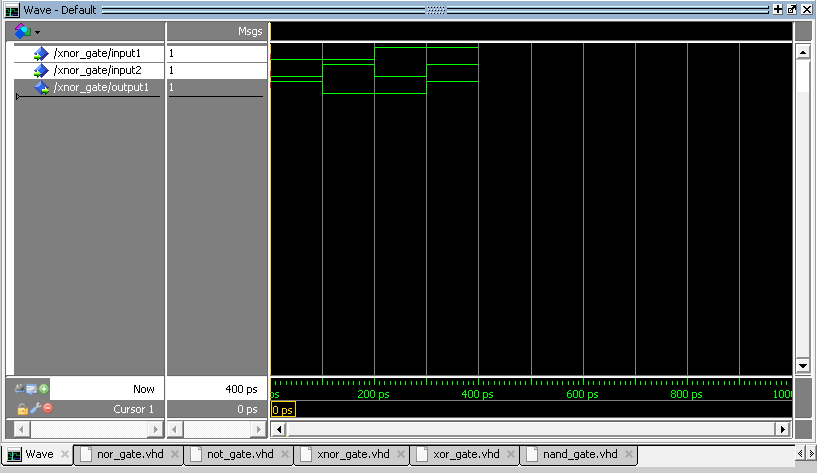 Wave - Default
Msgs
/xnor_gate/input1 1
/xnor_gate/input2 1
/xnor_gate/output1 1
Now 400 ps
ps 200 ps 400 ps 600 ps 800 ps 1000
Cursor 1 0 ps 0 ps
Wave nor_gate.vhd not_gate.vhd xnor_gate.vhd xor_gate.vhd nand_gate.vhd